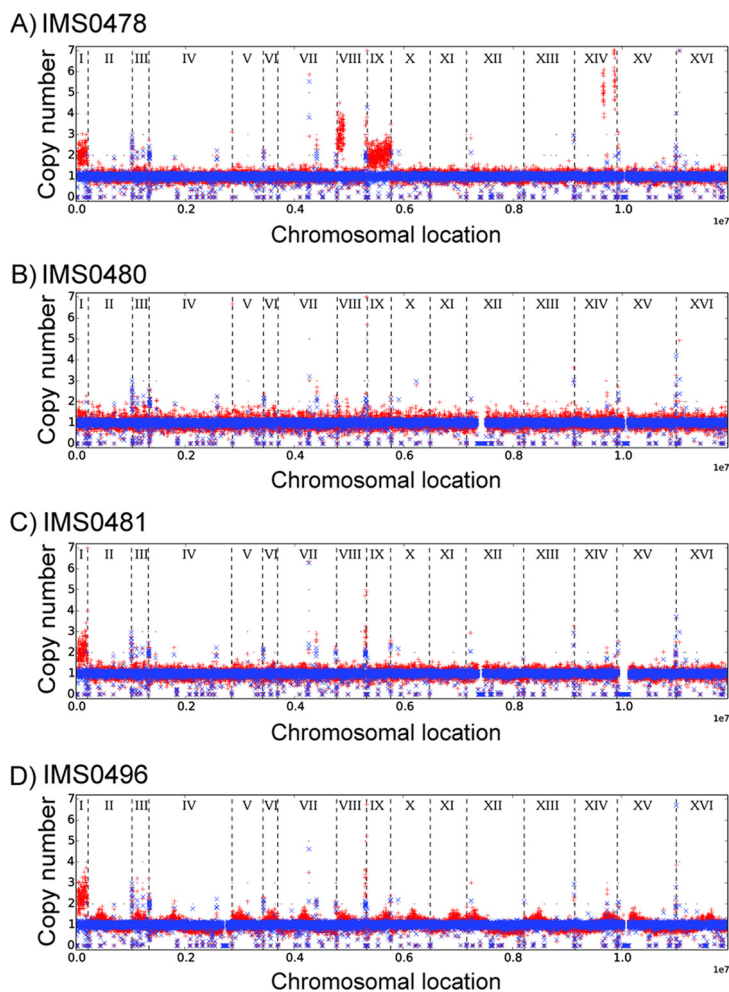 A) IMS0478
Copy number
7
6
5
4
3
2
1
0
I II III IV V VI VII VIII IX X XI XII XIII XIV XV XVI
0.0 0.2 0.4 0.6 0.8 1.0
1e7
Chromosomal location
B) IMS0480
Copy number
7
6
5
4
3
2
1
0
I II III IV V VI VII VIII IX X XI XII XIII XIV XV XVI
0.0 0.2 0.4 0.6 0.8 1.0
1e7
Chromosomal location
C) IMS0481
Copy number
7
6
5
4
3
2
1
0
I II III IV V VI VII VIII IX X XI XII XIII XIV XV XVI
0.0 0.2 0.4 0.6 0.8 1.0
1e7
Chromosomal location
D) IMS0496
Copy number
7
6
5
4
3
2
1
0
I II III IV V VI VII VIII IX X XI XII XIII XIV XV XVI
0.0 0.2 0.4 0.6 0.8 1.0
1e7
Chromosomal location